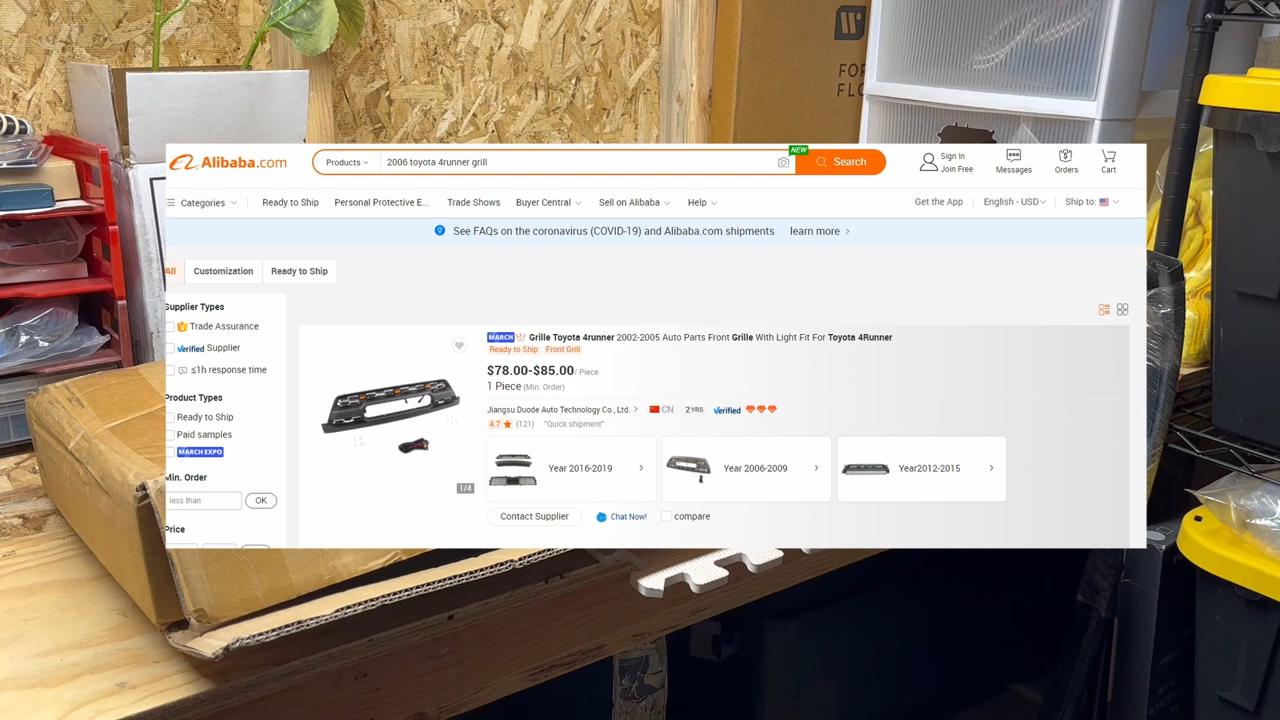 FOR
FLO
Alibaba.com
Products
2006 toyota 4runner grill
NEW
Search
Sign In
Join Free
Messages
Orders
Cart
Categories
Ready to Ship
Personal Protective E...
Trade Shows
Buyer Central
Sell on Alibaba
Help
Get the App
English - USD
Ship to:
See FAQs on the coronavirus (COVID-19) and Alibaba.com shipments
learn more
All
Customization
Ready to Ship
Supplier Types
Trade Assurance
Verified Supplier
≤1h response time
Product Types
Ready to Ship
Paid samples
MARCH EXPO
Min. Order
less than
OK
Price
1/4
MARCH Grille Toyota 4runner 2002-2005 Auto Parts Front Grille With Light Fit For Toyota 4Runner
Ready to Ship Front Grill
$78.00-$85.00 / Piece
1 Piece (Min. Order)
Jiangsu Duode Auto Technology Co., Ltd. CN 2 YRS Verified
4.7 (121) "Quick shipment"
Year 2016-2019
Year 2006-2009
Year2012-2015
Contact Supplier
Chat Now!
compare